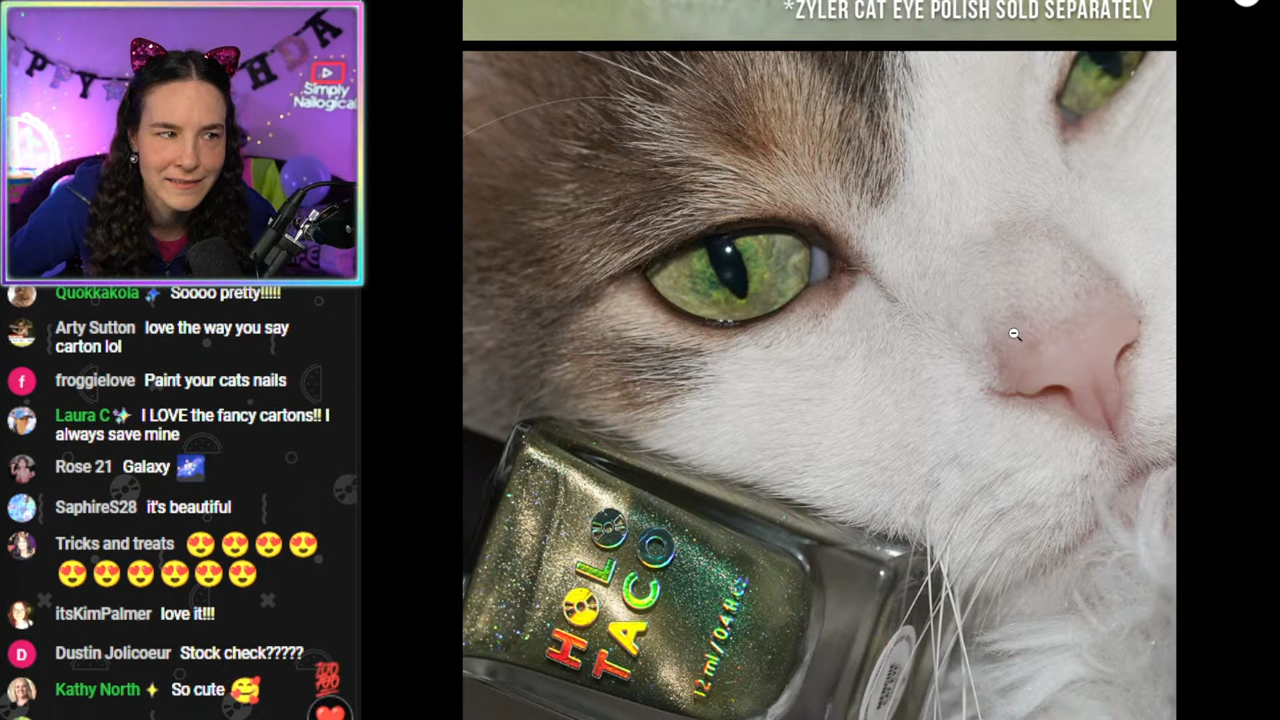 *ZYLER CAT EYE POLISH SOLD SEPARATELY
Simply
Nailogical
Quokkakola Soooo pretty!!!!!
Arty Sutton love the way you say
carton lol
froggielove Paint your cats nails
Laura C I LOVE the fancy cartons!! I
always save mine
Rose 21 Galaxy
SaphireS28 it's beautiful
Tricks and treats
itsKimPalmer love it!!!
Dustin Jolicoeur Stock check?????
Kathy North So cute
HOLO
TACO
12 ml / 0.4 fl oz